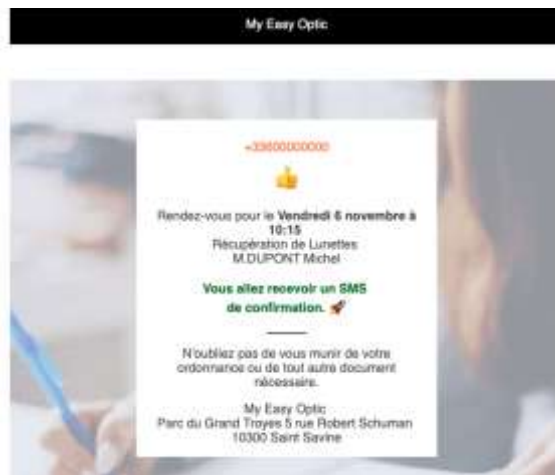 My Easy Optic
+33600000000
Rendez-vous pour le Vendredi 6 novembre à
10:15
Récupération de Lunettes
M.DUPONT Michel
Vous allez recevoir un SMS
de confirmation.
N'oubliez pas de vous munir de votre
ordonnance ou de tout autre document
nécessaire.
My Easy Optic
Parc du Grand Troyes 5 rue Robert Schuman
10300 Saint Savine